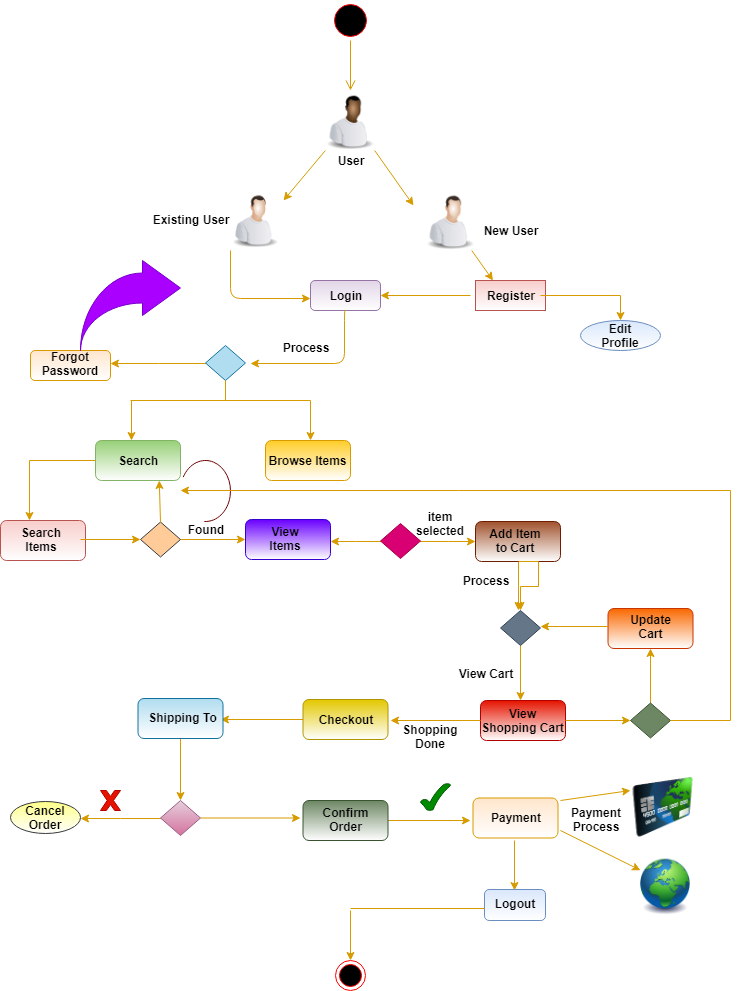 User
Existing User
New User
Login
Register
Edit
Profile
Process
Forgot
Password
Search
Browse Items
Search
Items
Found
View
Items
item
selected
Add Item
to Cart
Process
Update
Cart
View Cart
Shipping To
Checkout
Shopping
Done
View
Shopping Cart
Cancel
Order
X
Confirm
Order
Payment
Payment
Process
Logout